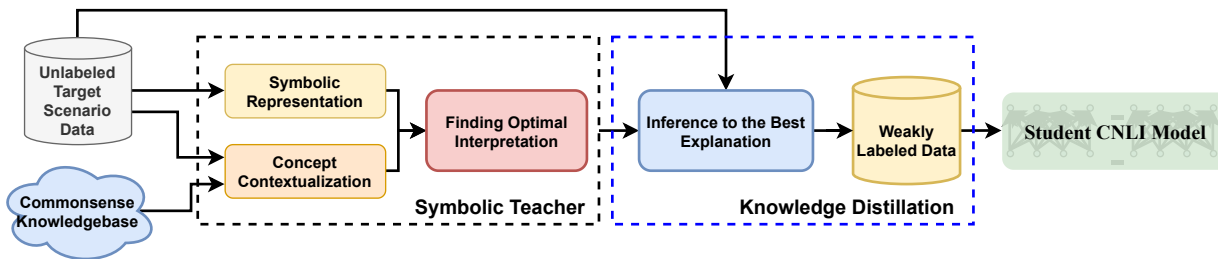 Unlabeled
Target
Scenario
Data
Commonsense
Knowledgebase
Symbolic
Representation
Concept
Contextualization
Finding Optimal
Interpretation
Symbolic Teacher
Inference to the Best
Explanation
Weakly
Labeled Data
Knowledge Distillation
Student CNLI Model